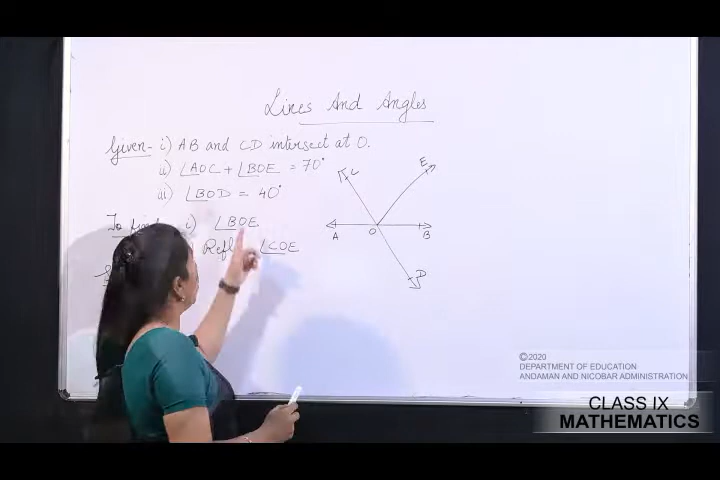 Lines And Angles
Given - i) AB and CD intersect at O.
ii) ∠AOC + ∠BOE = 70°
iii) ∠BOD = 40°
To find i) ∠BOE
Refl ∠COE
C
E
A
O
B
D
©2020
DEPARTMENT OF EDUCATION
ANDAMAN AND NICOBAR ADMINISTRATION
CLASS IX
MATHEMATICS